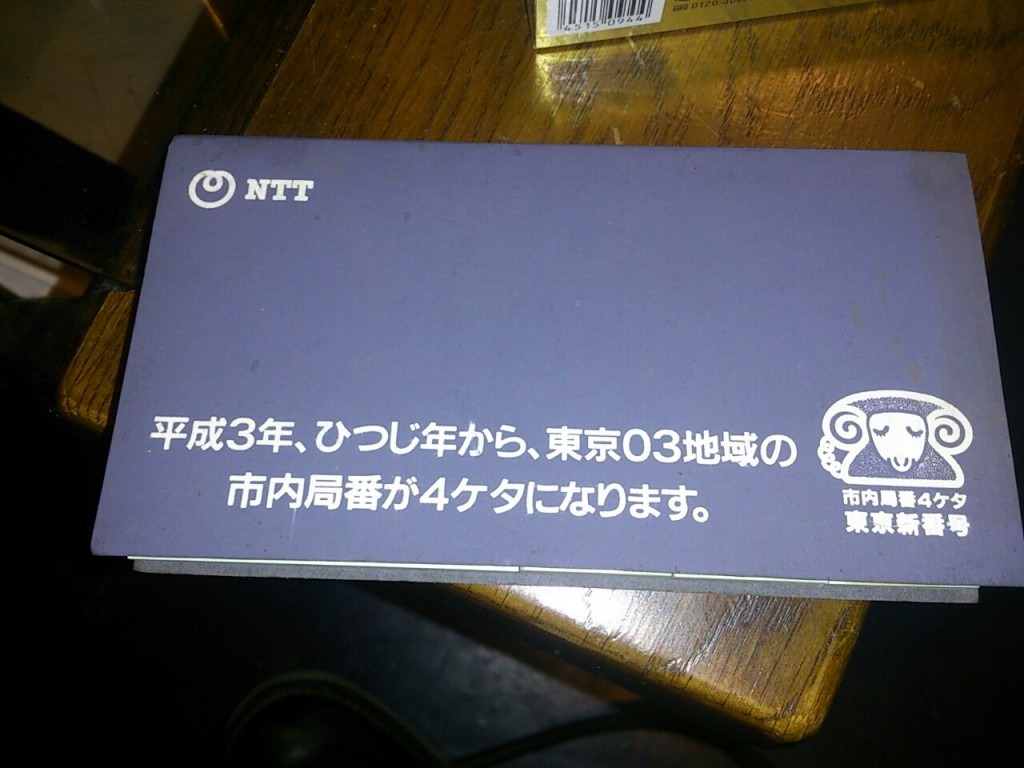 4515 0944
NTT
平成3年、ひつじ年から、東京03地域の
市内局番が4ケタになります。
市内局番4ケタ
東京新番号